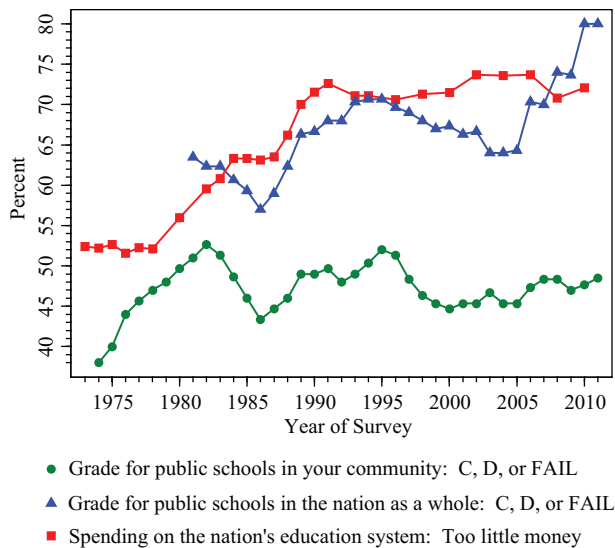 80
75
70
65
60
55
50
45
40
Percent
1975 1980 1985 1990 1995 2000 2005 2010
Year of Survey
Grade for public schools in your community: C, D, or FAIL
Grade for public schools in the nation as a whole: C, D, or FAIL
Spending on the nation's education system: Too little money